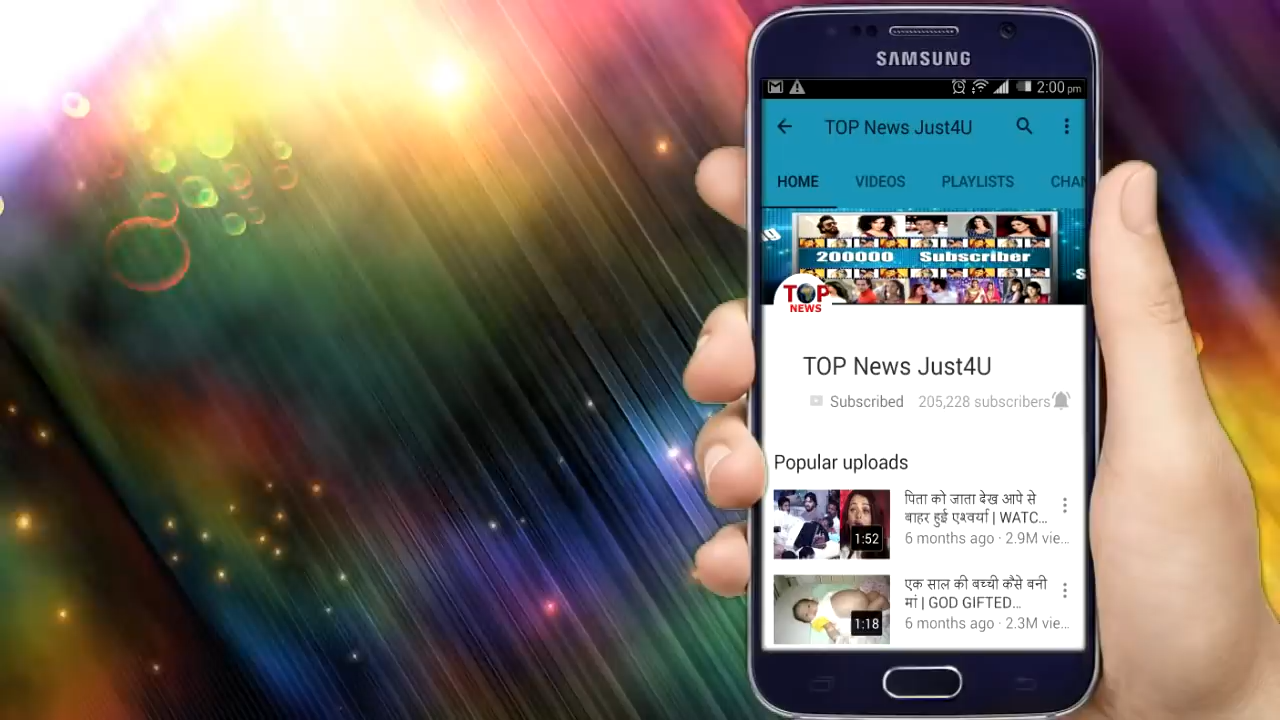 SAMSUNG
2:00 pm
TOP News Just4U
HOME VIDEOS PLAYLISTS CHAN
200000 Subscriber
TOP
NEWS
TOP News Just4U
Subscribed 205,228 subscribers
Popular uploads
पिता को जाता देख आपे से
बाहर हुई एश्वर्या | WATC...
1:52
6 months ago · 2.9M vie...
एक साल की बच्ची कैसे बनी
मां | GOD GIFTED...
1:18
6 months ago · 2.3M vie...